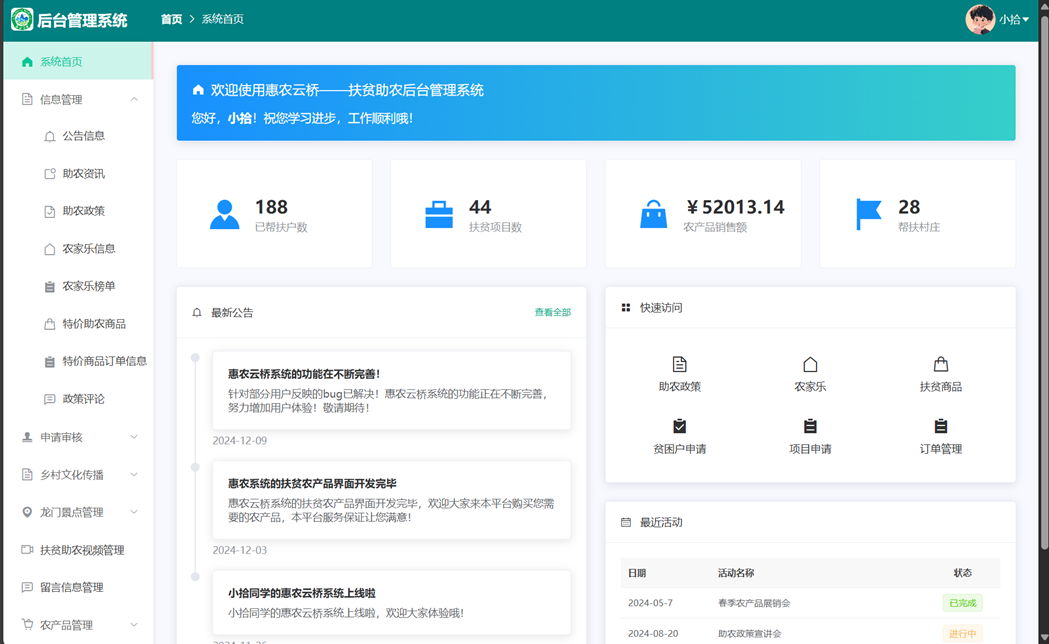 后台管理系统
首页 > 系统首页
小拾
系统首页
信息管理
公告信息
助农资讯
助农政策
农家乐信息
农家乐榜单
特价助农商品
特价商品订单信息
政策评论
申请审核
乡村文化传播
龙门景点管理
扶贫助农视频管理
留言信息管理
农产品管理
欢迎使用惠农云桥——扶贫助农后台管理系统
您好，小拾！祝您学习进步，工作顺利哦！
188
已帮扶户数
44
扶贫项目数
￥52013.14
农产品销售额
28
帮扶村庄
最新公告
查看全部
惠农云桥系统的功能在不断完善！
针对部分用户反映的bug已解决！惠农云桥系统的功能正在不断完善，
努力增加用户体验！敬请期待！
2024-12-09
惠农系统的扶贫农产品界面开发完毕
惠农云桥系统的扶贫农产品界面开发完毕，欢迎大家来本平台购买您需
要的农产品，本平台服务保证让您满意！
2024-12-03
小拾同学的惠农云桥系统上线啦
小拾同学的惠农云桥系统上线啦，欢迎大家体验哦！
快速访问
助农政策
农家乐
扶贫商品
贫困户申请
项目申请
订单管理
最近活动
日期 活动名称 状态
2024-05-7 春季农产品展销会 已完成
2024-08-20 助农政策宣讲会 进行中